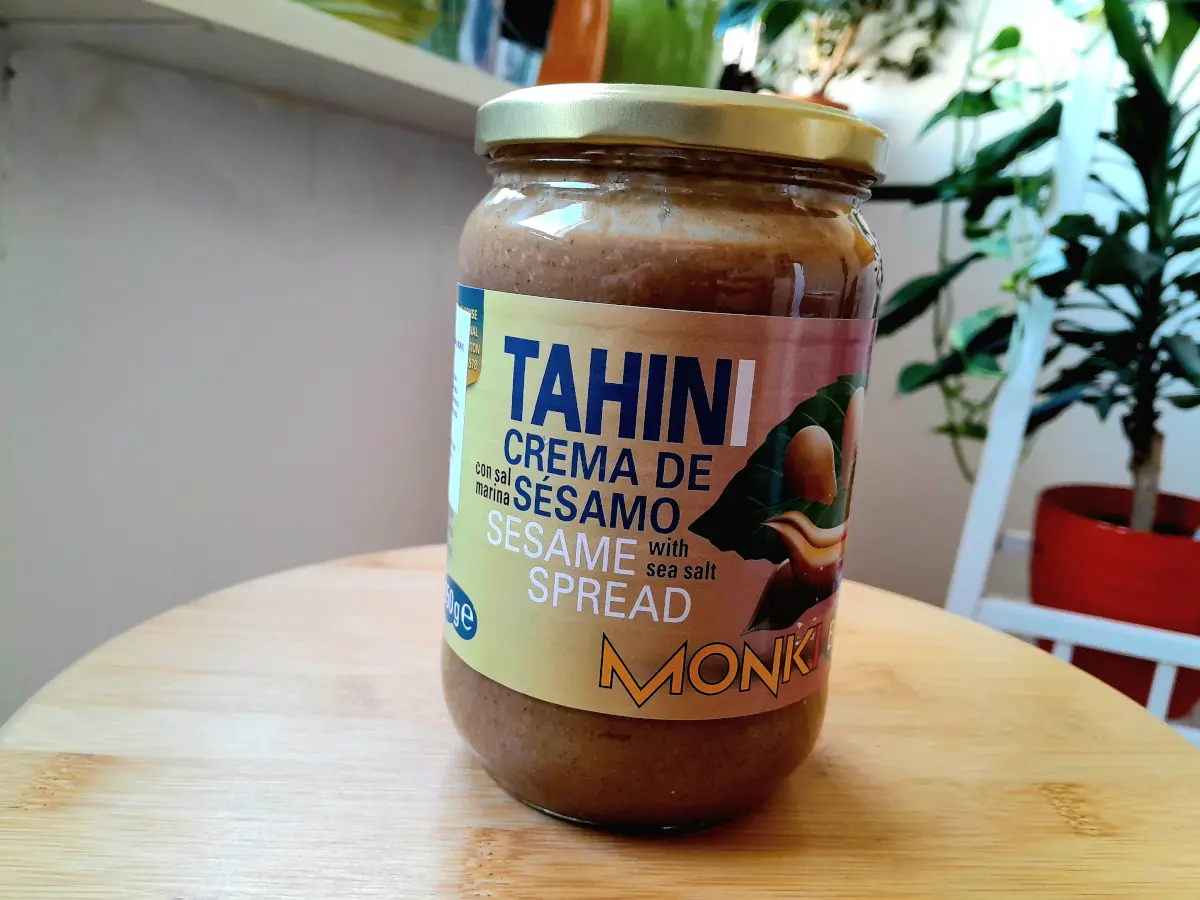 TAHINI
CREMA DE
con sal
marina
SÉSAMO
SESAME
with
sea salt
SPREAD
MONKI